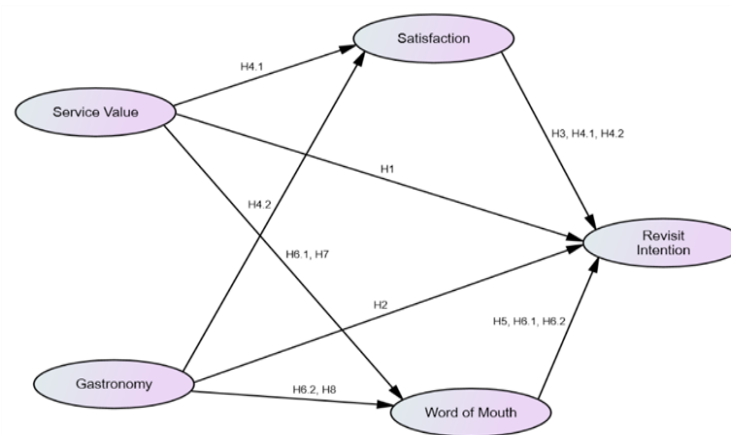 Satisfaction
H4.1
Service Value
H3, H4.1, H4.2
H1
H4.2
Revisit
Intention
H6.1, H7
H2
H5, H6.1, H6.2
Gastronomy
H6.2, H8
Word of Mouth